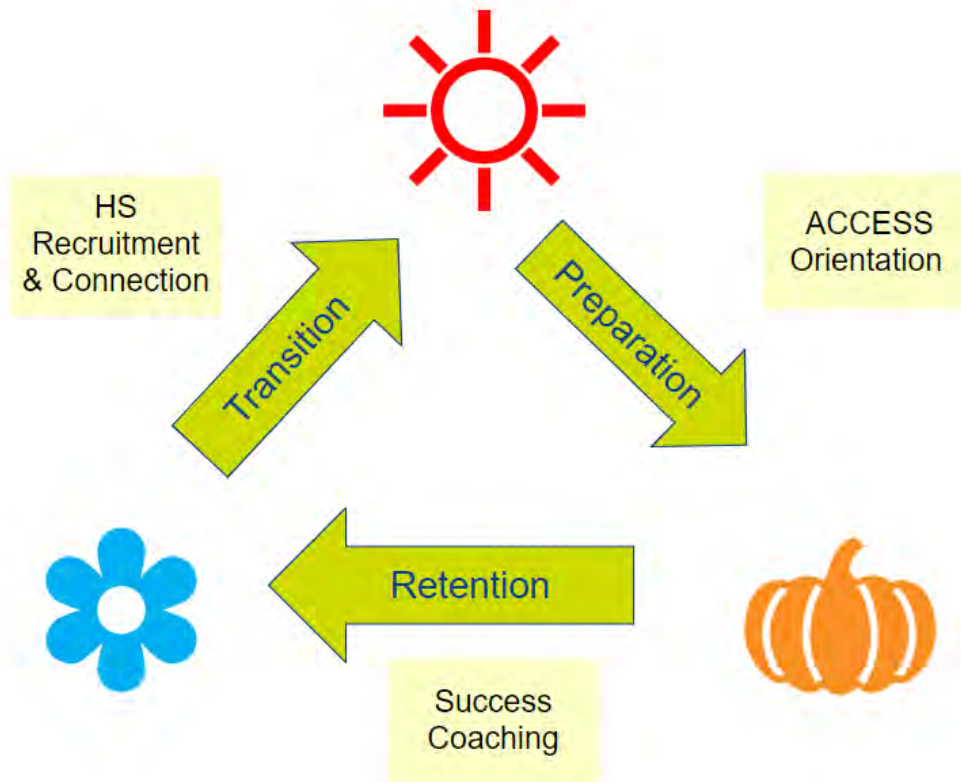 HS
Recruitment
& Connection
ACCESS
Orientation
Transition
Preparation
Retention
Success
Coaching